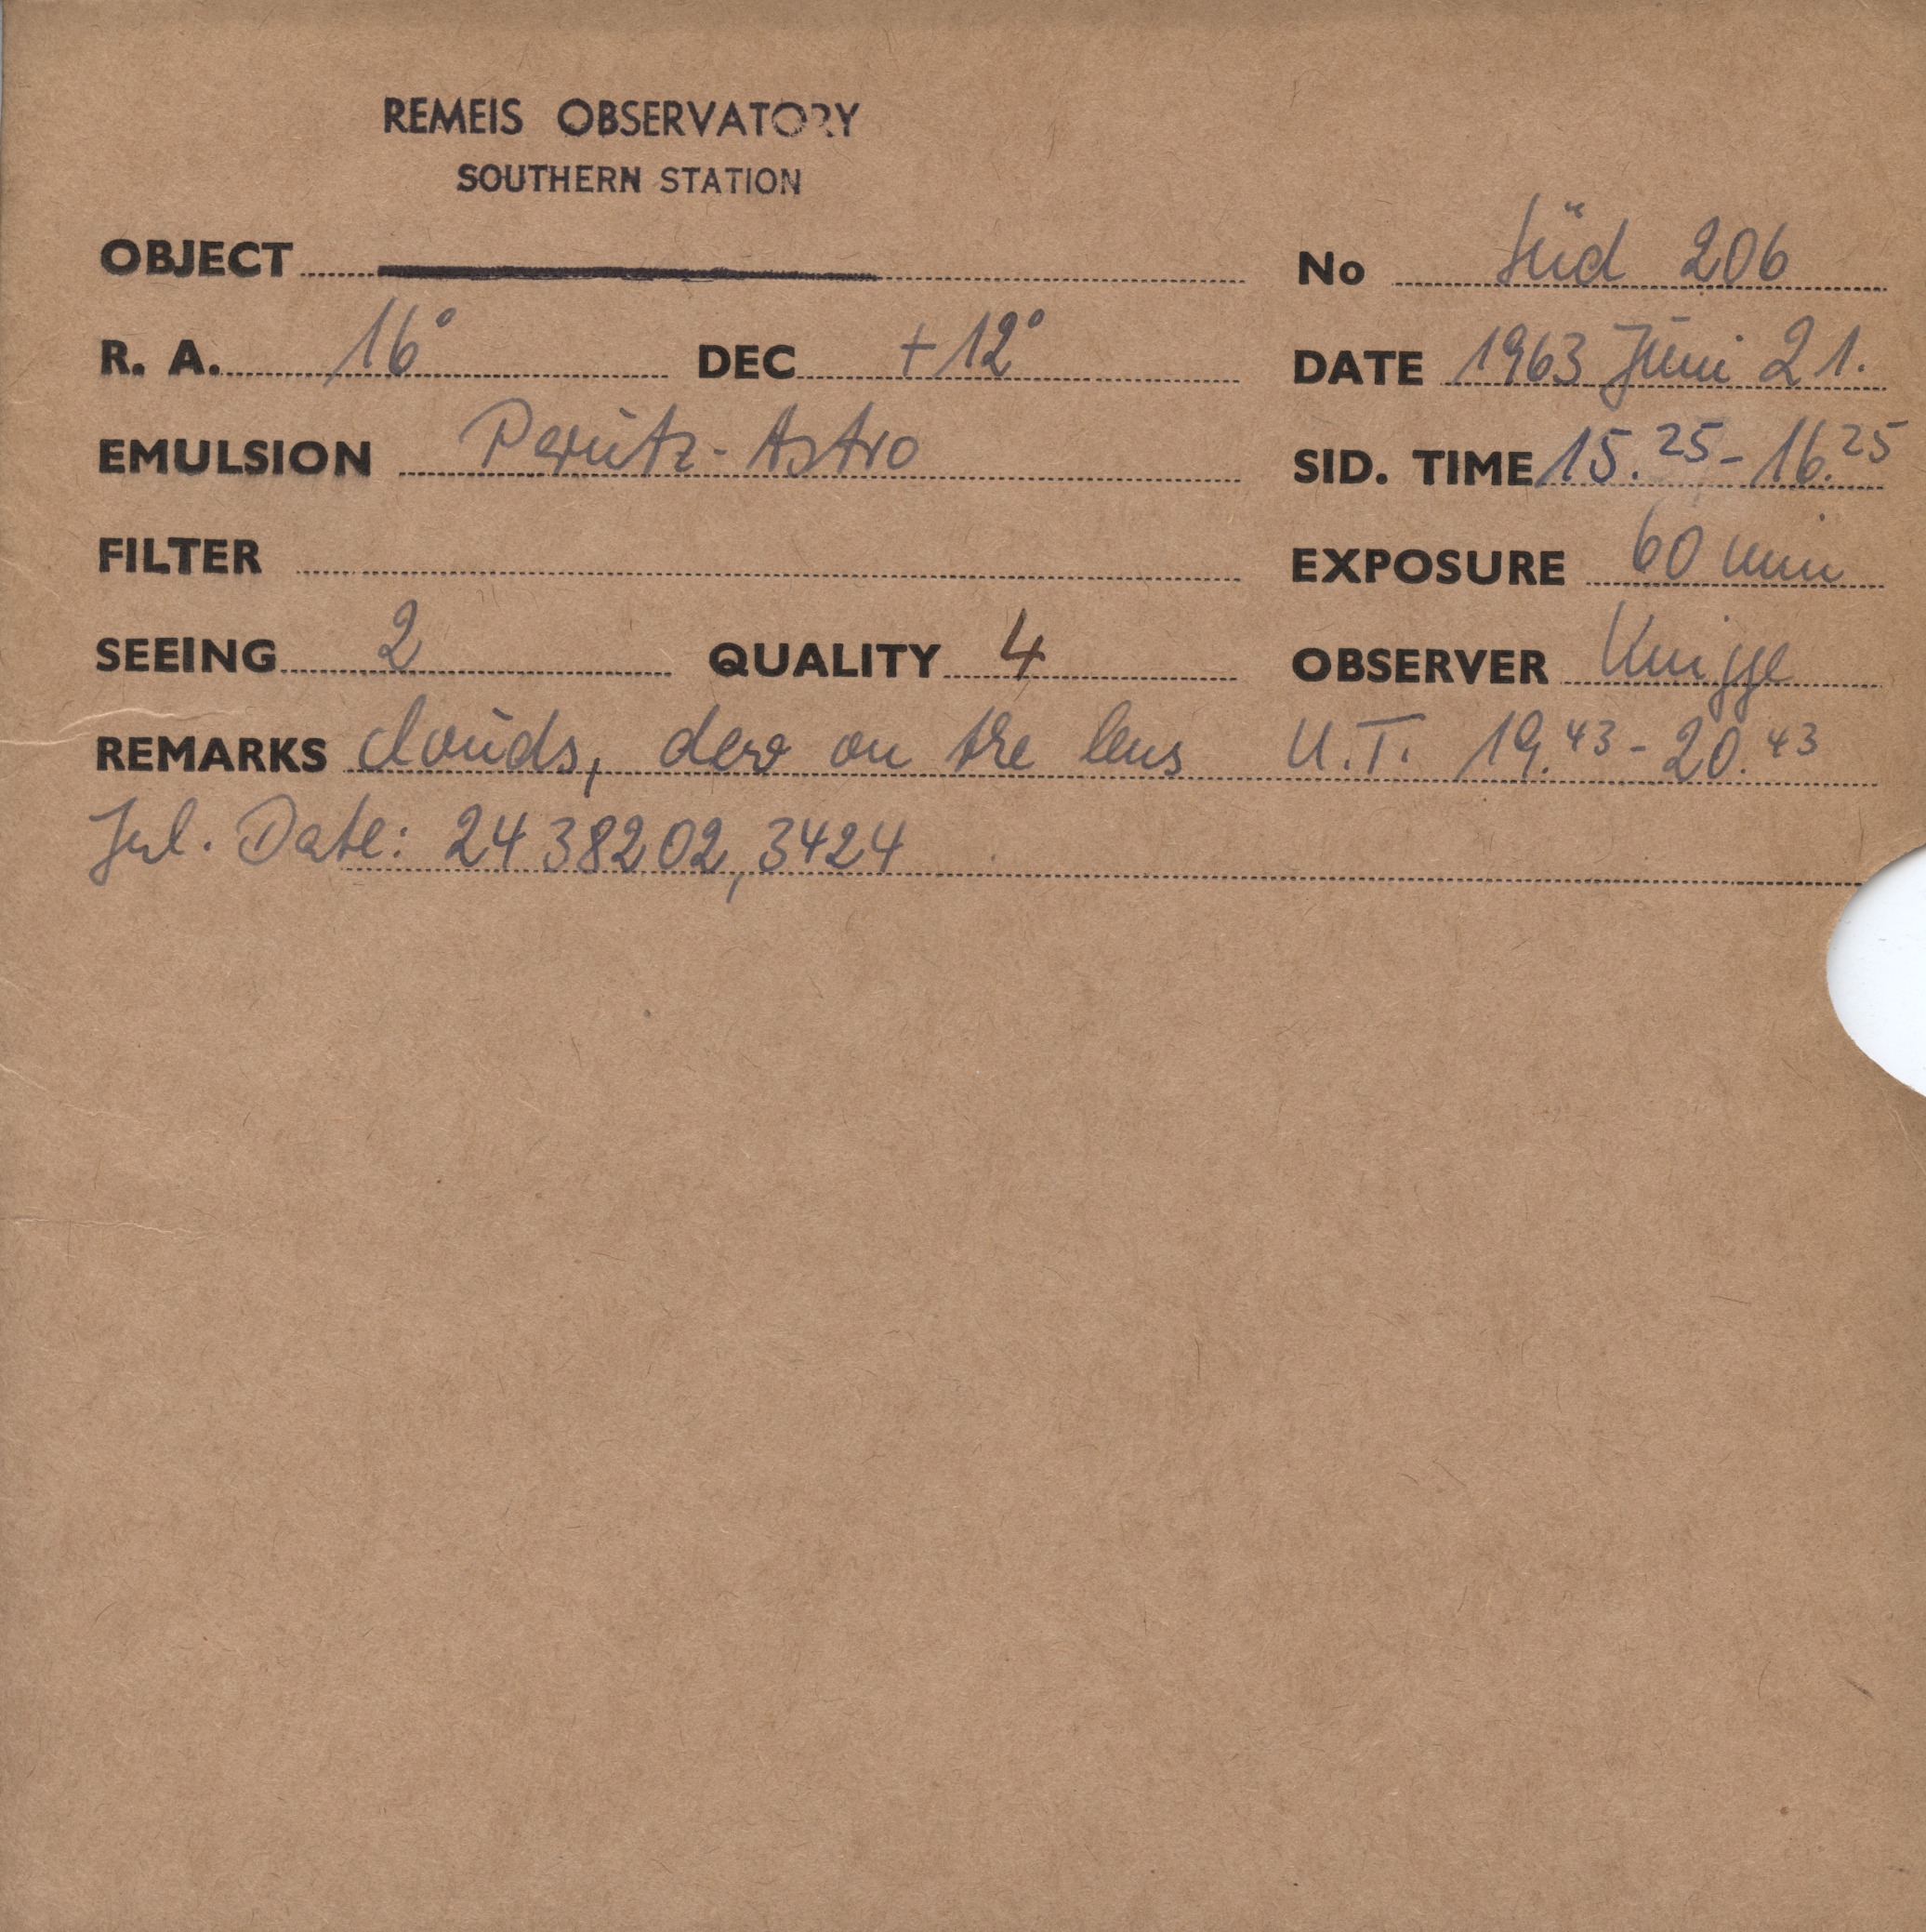 REMEIS OBSERVATORY
SOUTHERN STATION
OBJECT No Süd 206
R. A. 16° DEC +12° DATE 1963 Juni 21.
EMULSION Perutz-Astro SID. TIME 15.25-16.25
FILTER EXPOSURE 60 min
SEEING 2 QUALITY 4 OBSERVER Knigge
REMARKS clouds, dew on the lens U.T. 19.43-20.43
Jul. Date: 2438202,3424